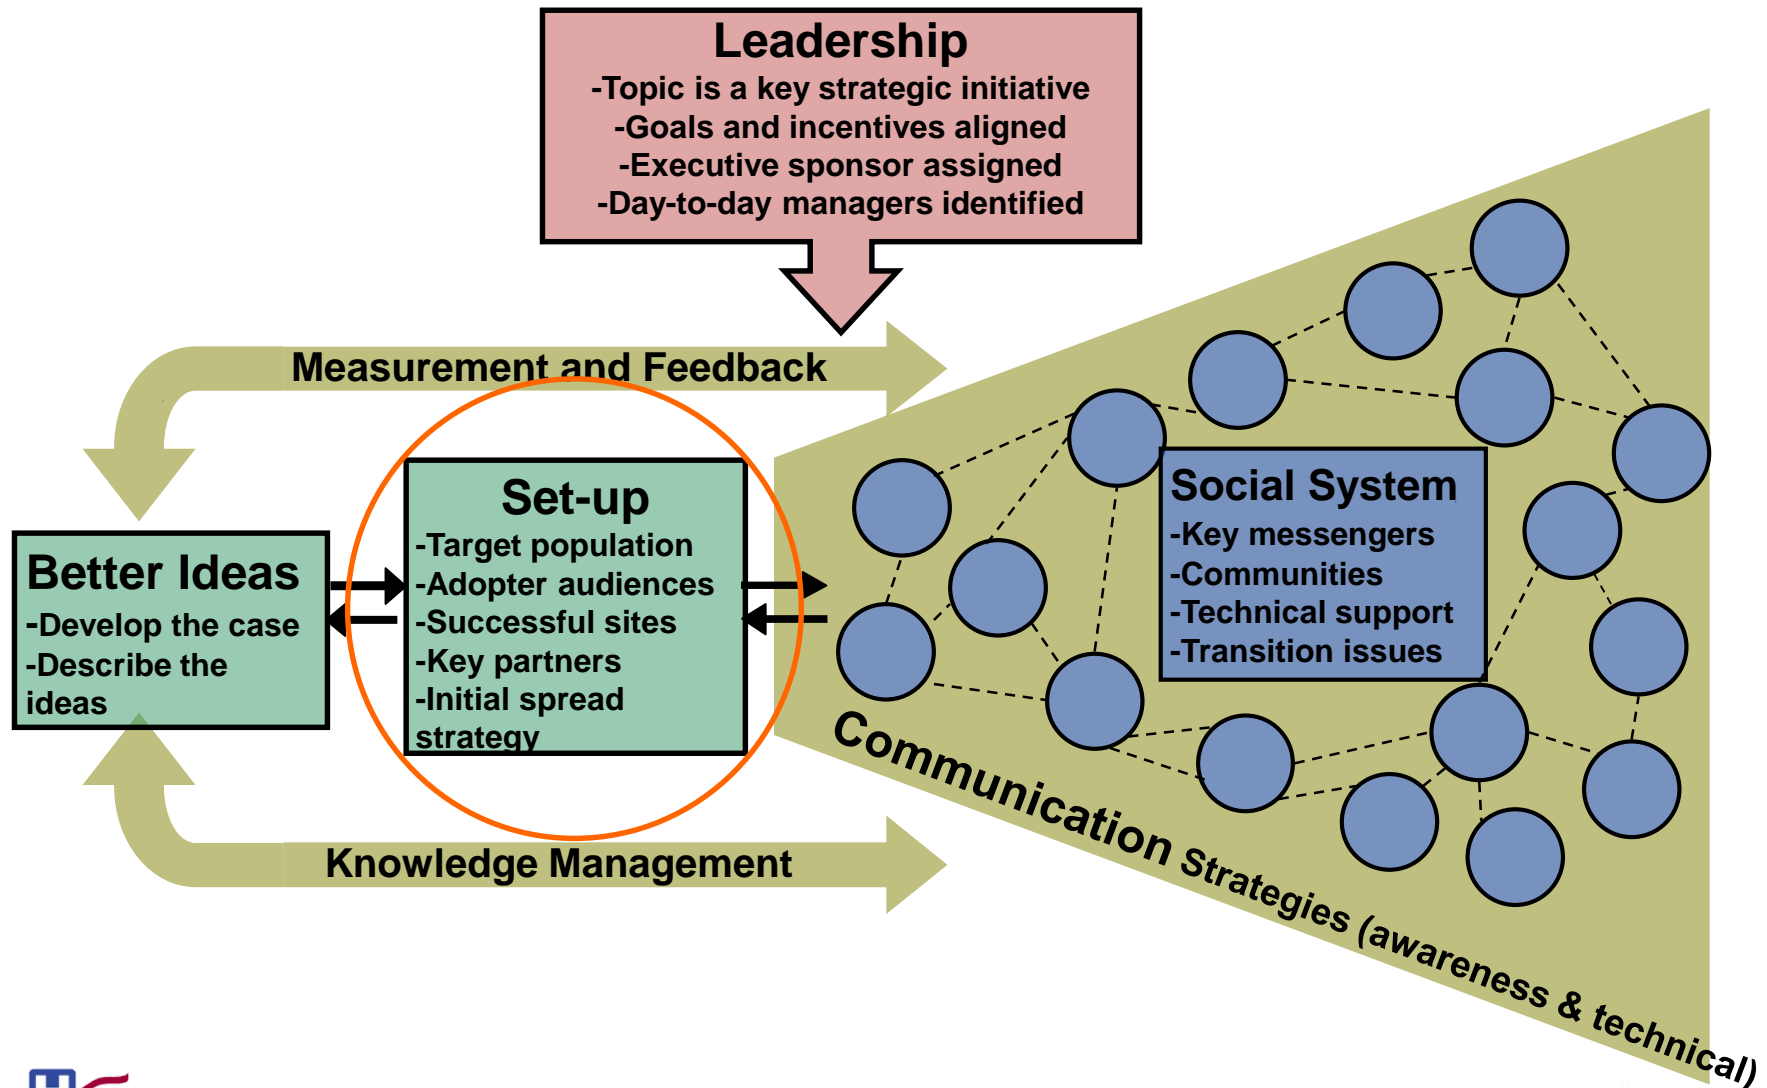 Leadership
-Topic is a key strategic initiative
-Goals and incentives aligned
-Executive sponsor assigned
-Day-to-day managers identified
Measurement and Feedback
Better Ideas
-Develop the case
-Describe the
ideas
Set-up
-Target population
-Adopter audiences
-Successful sites
-Key partners
-Initial spread
strategy
Social System
-Key messengers
-Communities
-Technical support
-Transition issues
Knowledge Management
Communication Strategies (awareness & technical)